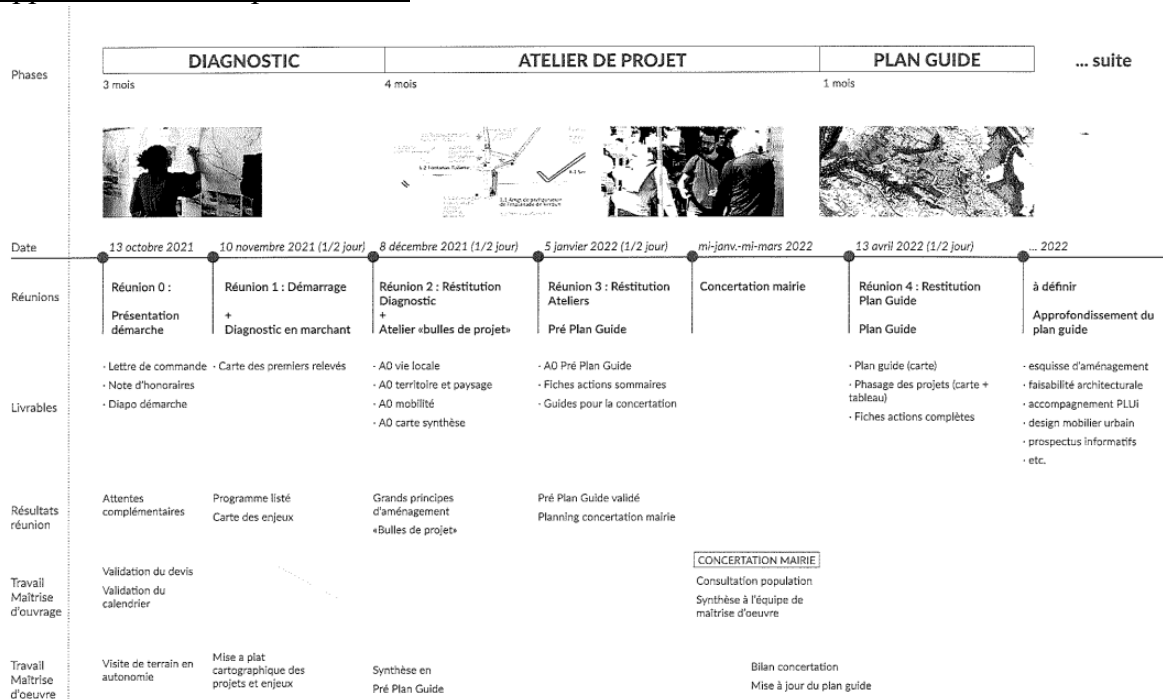 Phases
DIAGNOSTIC
ATELIER DE PROJET
PLAN GUIDE
... suite
3 mois
4 mois
1 mois
Date
13 octobre 2021
10 novembre 2021 (1/2 jour)
8 décembre 2021 (1/2 jour)
5 janvier 2022 (1/2 jour)
mi-janv.-mi-mars 2022
13 avril 2022 (1/2 jour)
... 2022
Réunions
Réunion 0 :
Présentation
démarche
Réunion 1 : Démarrage
+
Diagnostic en marchant
Réunion 2 : Réstitution
Diagnostic
+
Atelier «bulles de projet»
Réunion 3 : Réstitution
Ateliers
Pré Plan Guide
Concertation mairie
Réunion 4 : Restitution
Plan Guide
Plan Guide
à définir
Approfondissement du
plan guide
Livrables
· Lettre de commande
· Note d'honoraires
· Diapo démarche
· Carte des premiers relevés
· A0 vie locale
· A0 territoire et paysage
· A0 mobilité
· A0 carte synthèse
· A0 Pré Plan Guide
· Fiches actions sommaires
· Guides pour la concertation
· Plan guide (carte)
· Phasage des projets (carte +
tableau)
· Fiches actions complètes
· esquisse d'aménagement
· faisabilité architecturale
· accompagnement PLUi
· design mobilier urbain
· prospectus informatifs
· etc.
Résultats
réunion
Attentes
complémentaires
Programme listé
Carte des enjeux
Grands principes
d'aménagement
«Bulles de projet»
Pré Plan Guide validé
Planning concertation mairie
Travail
Maîtrise
d'ouvrage
Validation du devis
Validation du
calendrier
CONCERTATION MAIRIE
Consultation population
Synthèse à l'équipe de
maîtrise d'oeuvre
Travail
Maîtrise
d'oeuvre
Visite de terrain en
autonomie
Mise a plat
cartographique des
projets et enjeux
Synthèse en
Pré Plan Guide
Bilan concertation
Mise à jour du plan guide